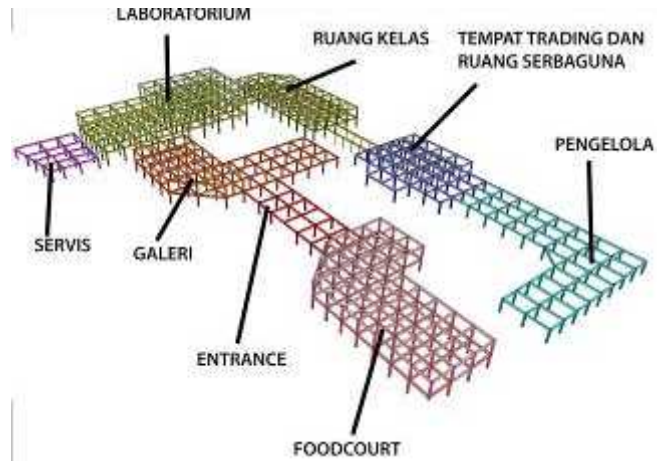 LABORATORIUM
RUANG KELAS
TEMPAT TRADING DAN
RUANG SERBAGUNA
PENGELOLA
SERVIS
GALERI
ENTRANCE
FOODCOURT